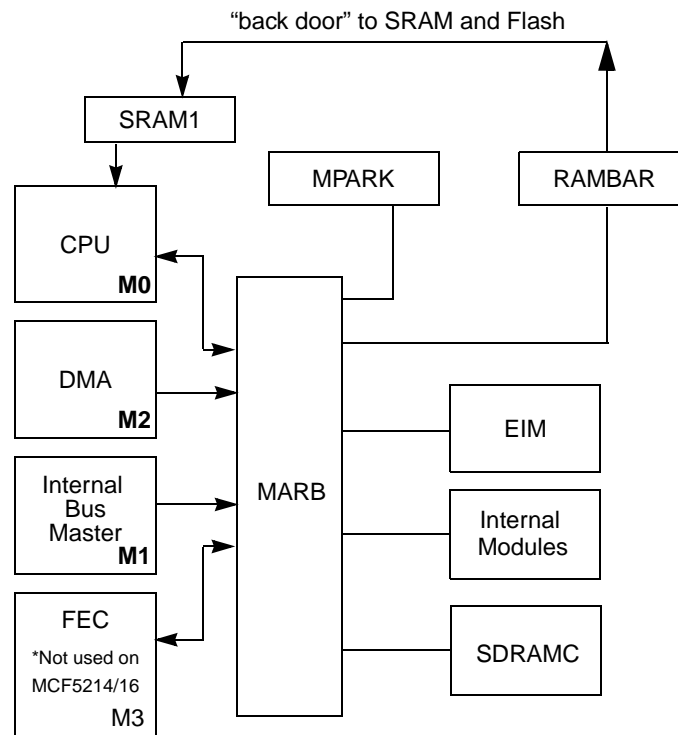 “back door” to SRAM and Flash
SRAM1
MPARK
RAMBAR
CPU
M0
DMA
M2
Internal
Bus
Master
M1
FEC
*Not used on
MCF5214/16
M3
MARB
EIM
Internal
Modules
SDRAMC